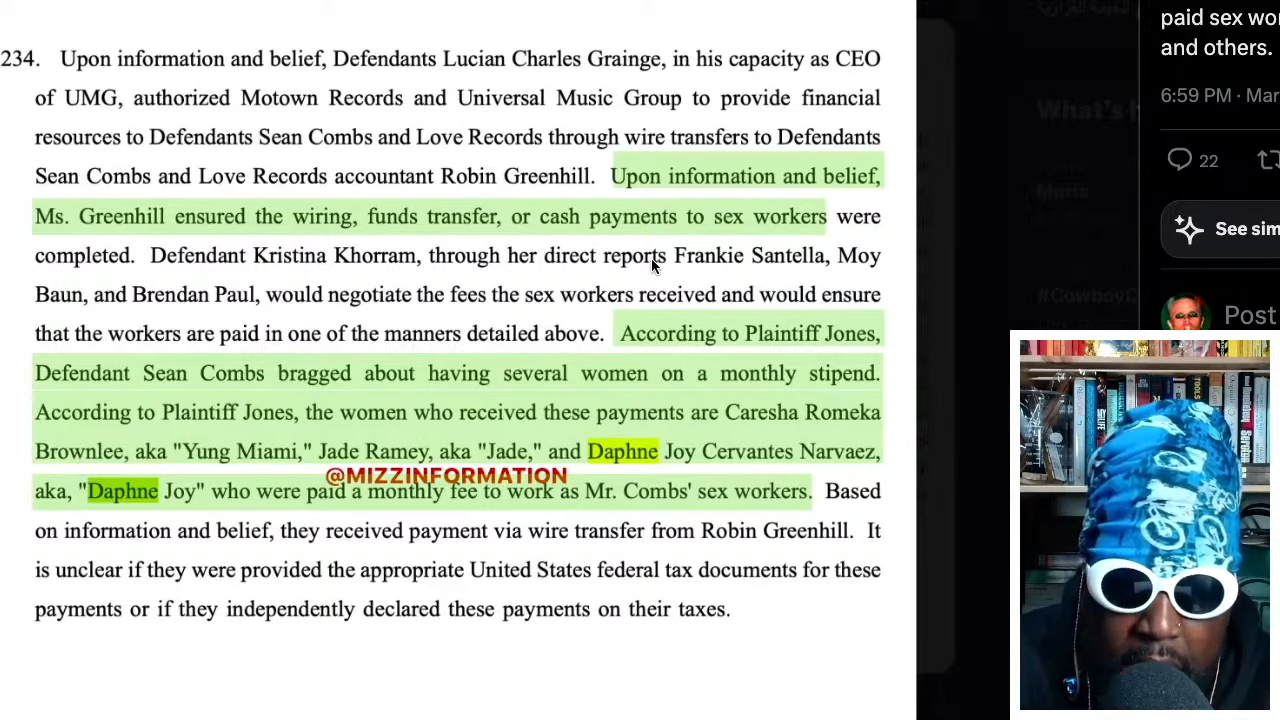 234. Upon information and belief, Defendants Lucian Charles Grainge, in his capacity as CEO
of UMG, authorized Motown Records and Universal Music Group to provide financial
resources to Defendants Sean Combs and Love Records through wire transfers to Defendants
Sean Combs and Love Records accountant Robin Greenhill. Upon information and belief,
Ms. Greenhill ensured the wiring, funds transfer, or cash payments to sex workers were
completed. Defendant Kristina Khorram, through her direct reports Frankie Santella, Moy
Baun, and Brendan Paul, would negotiate the fees the sex workers received and would ensure
that the workers are paid in one of the manners detailed above. According to Plaintiff Jones,
Defendant Sean Combs bragged about having several women on a monthly stipend.
According to Plaintiff Jones, the women who received these payments are Caresha Romeka
Brownlee, aka "Yung Miami," Jade Ramey, aka "Jade," and Daphne Joy Cervantes Narvaez,
@MIZZINFORMATION
aka, "Daphne Joy" who were paid a monthly fee to work as Mr. Combs' sex workers. Based
on information and belief, they received payment via wire transfer from Robin Greenhill. It
is unclear if they were provided the appropriate United States federal tax documents for these
payments or if they independently declared these payments on their taxes.
paid sex wo
and others.
6:59 PM · Mar
22
See sim
Post
What's h
Music
#CowboyC